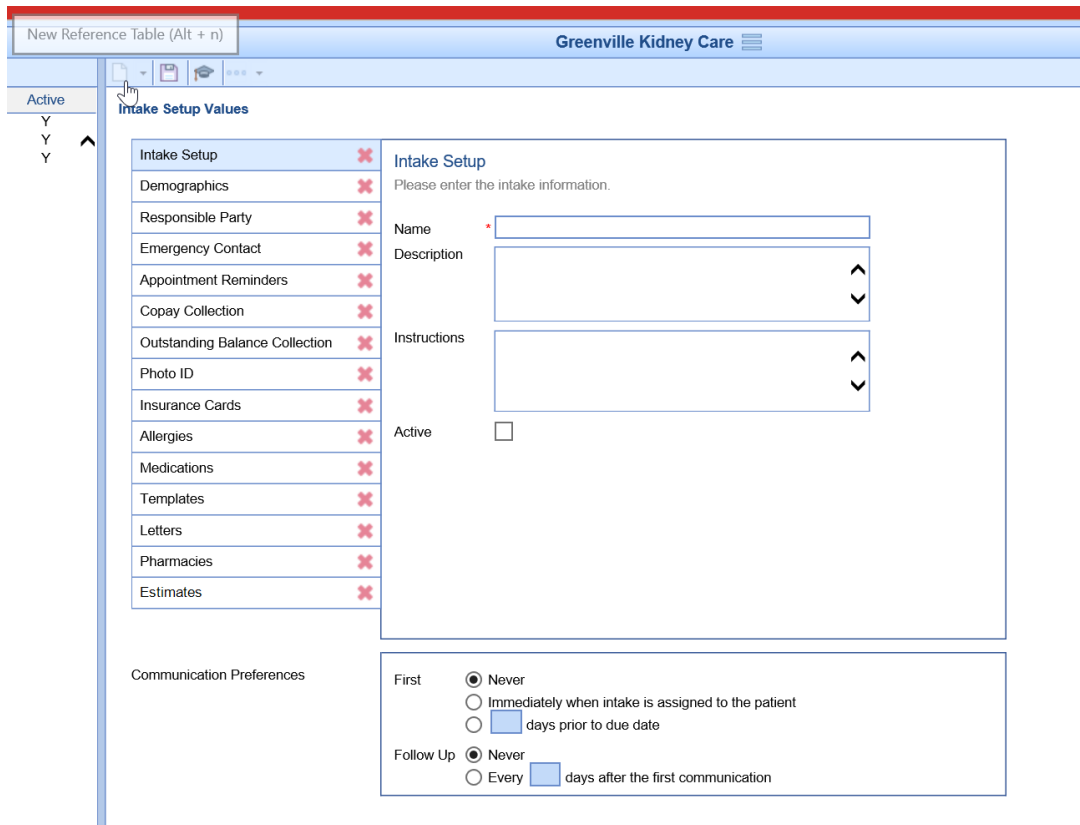 New Reference Table (Alt + n)
Greenville Kidney Care
Active
Y
Y
Y
Intake Setup Values
Intake Setup
Demographics
Responsible Party
Emergency Contact
Appointment Reminders
Copay Collection
Outstanding Balance Collection
Photo ID
Insurance Cards
Allergies
Medications
Templates
Letters
Pharmacies
Estimates
Intake Setup
Please enter the intake information.
Name *
Description
Instructions
Active
Communication Preferences
First Never
Immediately when intake is assigned to the patient
days prior to due date
Follow Up Never
Every days after the first communication